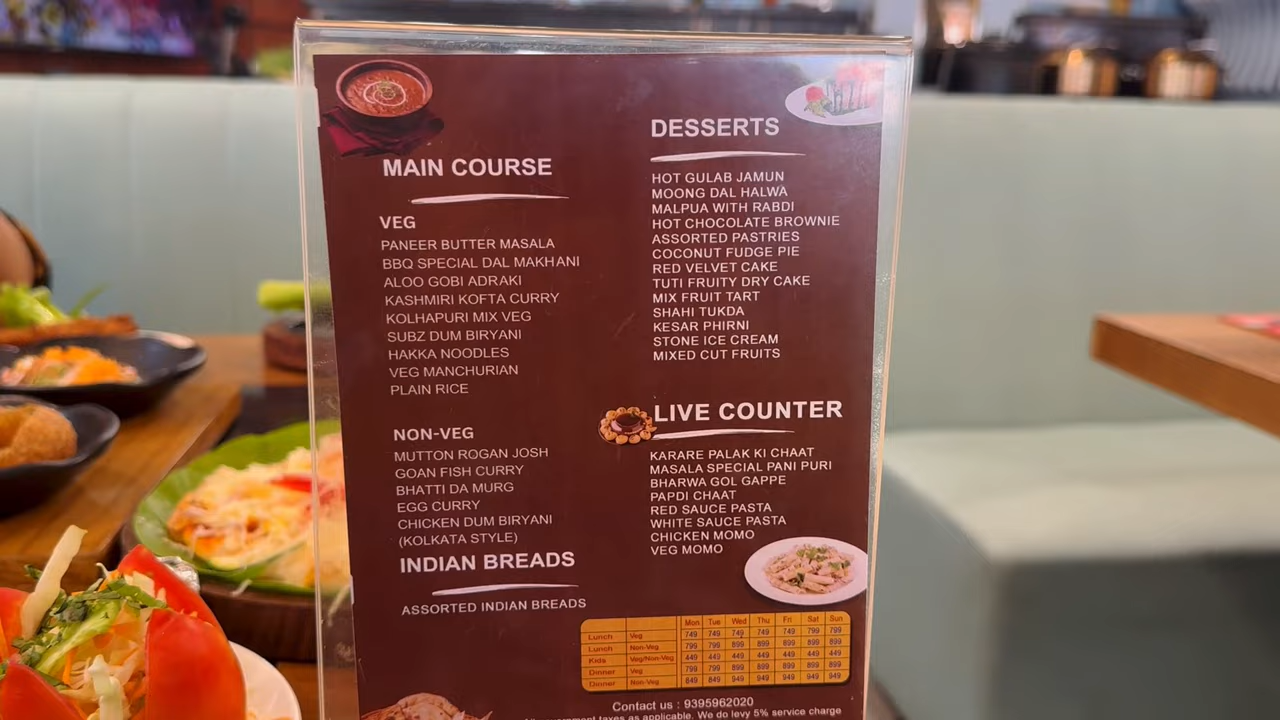 MAIN COURSE
VEG
PANEER BUTTER MASALA
BBQ SPECIAL DAL MAKHANI
ALOO GOBI ADRAKI
KASHMIRI KOFTA CURRY
KOLHAPURI MIX VEG
SUBZ DUM BIRYANI
HAKKA NOODLES
VEG MANCHURIAN
PLAIN RICE
NON-VEG
MUTTON ROGAN JOSH
GOAN FISH CURRY
BHATTI DA MURG
EGG CURRY
CHICKEN DUM BIRYANI
(KOLKATA STYLE)
INDIAN BREADS
ASSORTED INDIAN BREADS
DESSERTS
HOT GULAB JAMUN
MOONG DAL HALWA
MALPUA WITH RABDI
HOT CHOCOLATE BROWNIE
ASSORTED PASTRIES
COCONUT FUDGE PIE
RED VELVET CAKE
TUTI FRUITY DRY CAKE
MIX FRUIT TART
SHAHI TUKDA
KESAR PHIRNI
STONE ICE CREAM
MIXED CUT FRUITS
LIVE COUNTER
KARARE PALAK KI CHAAT
MASALA SPECIAL PANI PURI
BHARWA GOL GAPPE
PAPDI CHAAT
RED SAUCE PASTA
WHITE SAUCE PASTA
CHICKEN MOMO
VEG MOMO
Mon Tue Wed Thu Fri Sat Sun
Lunch Veg 749 749 749 749 749 799 799
Lunch Non-Veg 799 799 899 899 899 899 899
Kids Veg/Non-Veg 449 449 449 449 449 449 449
Dinner Veg 799 799 899 899 899 899 899
Dinner Non-Veg 849 849 949 949 949 949 949
Contact us : 9395962020
government taxes as applicable. We do levy 5% service charge